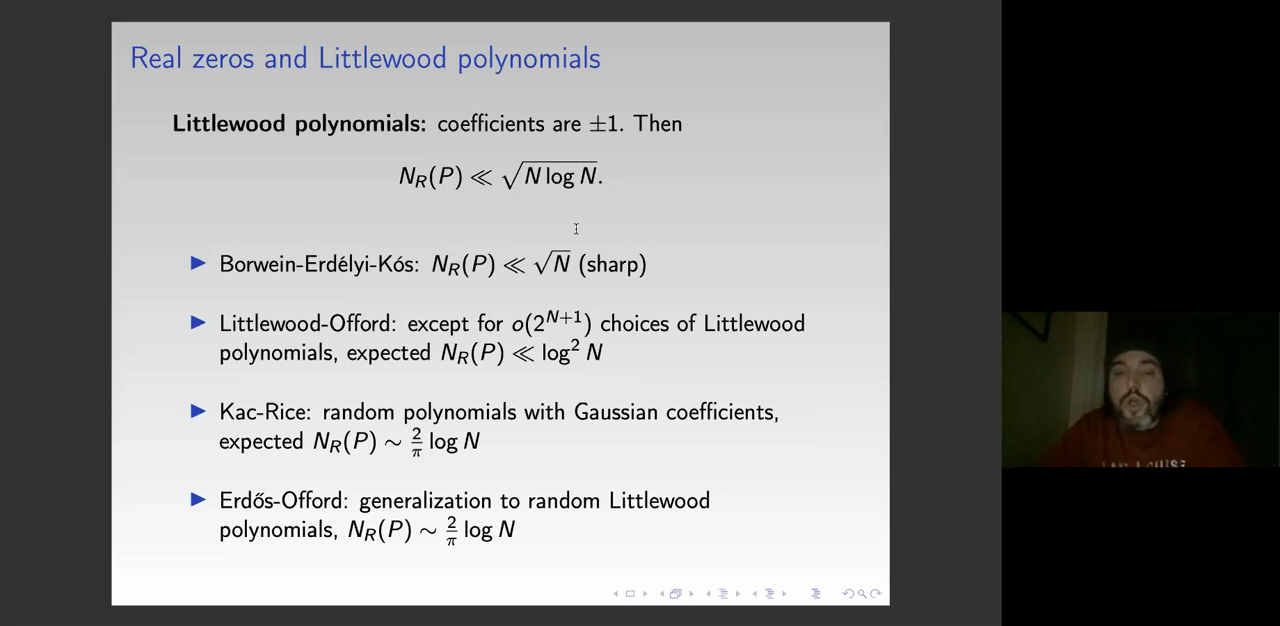 Real zeros and Littlewood polynomials
Littlewood polynomials: coefficients are ±1. Then
N_R(P) ≪ √(N log N).
▶ Borwein-Erdélyi-Kós: N_R(P) ≪ √N (sharp)
▶ Littlewood-Offord: except for o(2^{N+1}) choices of Littlewood
polynomials, expected N_R(P) ≪ log² N
▶ Kac-Rice: random polynomials with Gaussian coefficients,
expected N_R(P) ∼ 2/π log N
▶ Erdős-Offord: generalization to random Littlewood
polynomials, N_R(P) ∼ 2/π log N